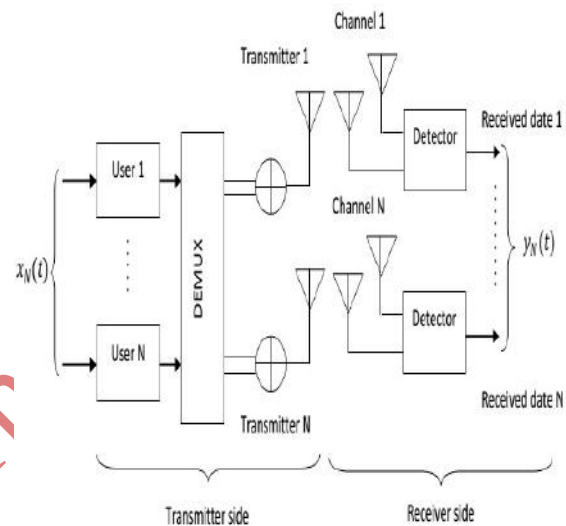 Channel 1
Transmitter 1
Received date 1
Detector
User 1
Channel N
x_N(t)
DEMUX
y_N(t)
User N
Detector
Transmitter N
Received date N
Transmitter side
Receiver side